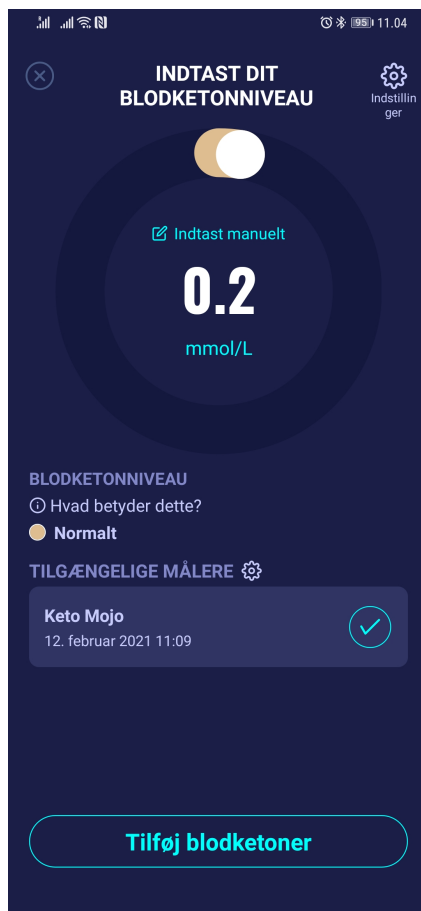 95 11.04
INDTAST DIT
BLODKETONNIVEAU
Indstillin
ger
Indtast manuelt
0.2
mmol/L
BLODKETONNIVEAU
Hvad betyder dette?
Normalt
TILGÆNGELIGE MÅLERE
Keto Mojo
12. februar 2021 11:09
Tilføj blodketoner